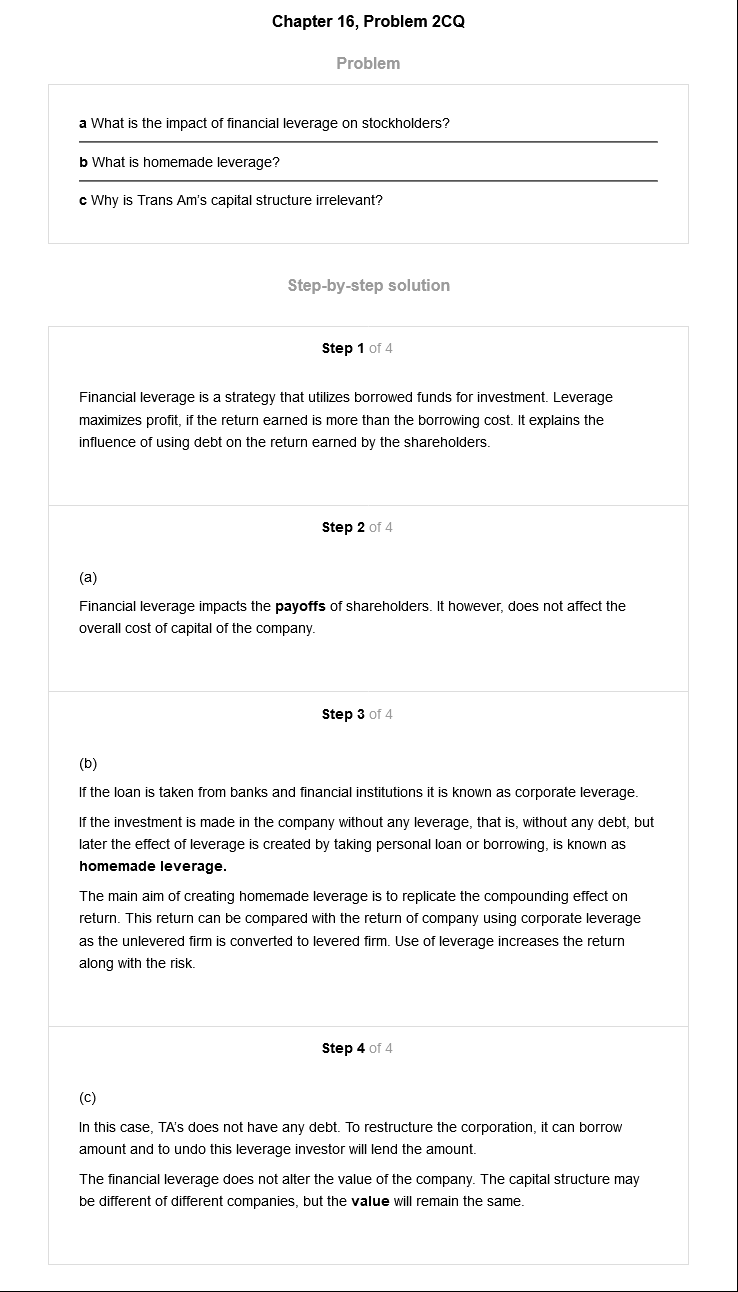 Chapter 16, Problem 2CQ
Problem
a What is the impact of financial leverage on stockholders?
b What is homemade leverage?
c Why is Trans Am's capital structure irrelevant?
Step-by-step solution
Step 1 of 4
Financial leverage is a strategy that utilizes borrowed funds for investment. Leverage
maximizes profit, if the return earned is more than the borrowing cost. It explains the
influence of using debt on the return earned by the shareholders.
Step 2 of 4
(a)
Financial leverage impacts the payoffs of shareholders. It however, does not affect the
overall cost of capital of the company.
Step 3 of 4
(b)
If the loan is taken from banks and financial institutions it is known as corporate leverage.
If the investment is made in the company without any leverage, that is, without any debt, but
later the effect of leverage is created by taking personal loan or borrowing, is known as
homemade leverage.
The main aim of creating homemade leverage is to replicate the compounding effect on
return. This return can be compared with the return of company using corporate leverage
as the unlevered firm is converted to levered firm. Use of leverage increases the return
along with the risk.
Step 4 of 4
(c)
In this case, TA's does not have any debt. To restructure the corporation, it can borrow
amount and to undo this leverage investor will lend the amount.
The financial leverage does not alter the value of the company. The capital structure may
be different of different companies, but the value will remain the same.